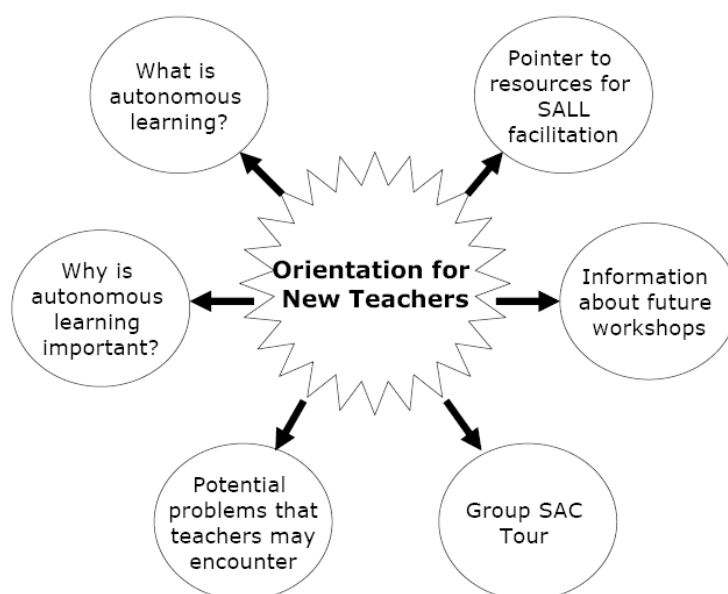 What is
autonomous
learning?
Pointer to
resources for
SALL
facilitation
Orientation for
New Teachers
Why is
autonomous
learning
important?
Information
about future
workshops
Potential
problems that
teachers may
encounter
Group SAC
Tour